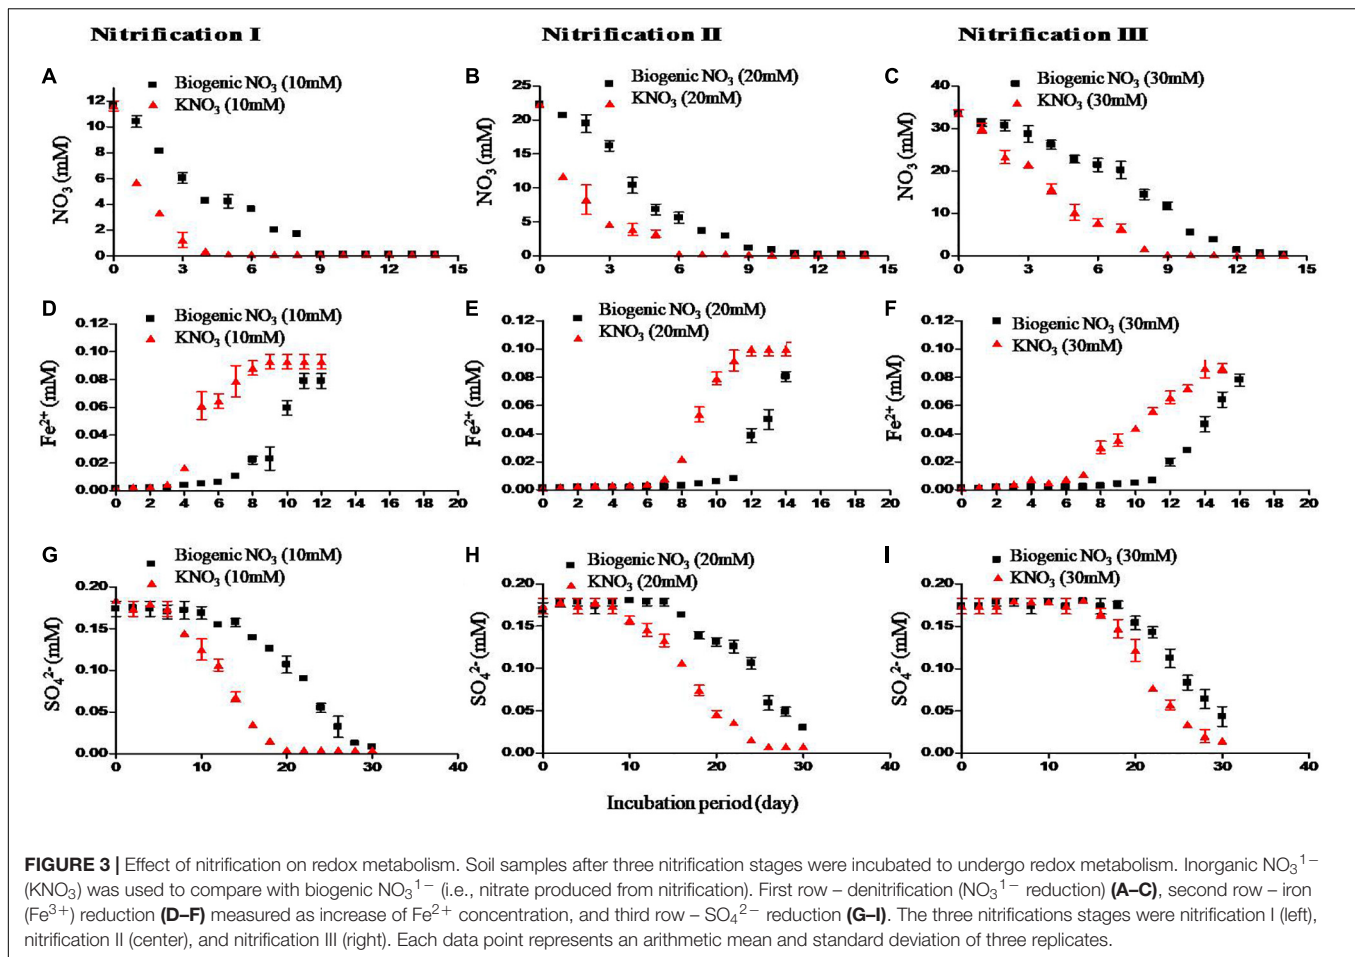 Nitrification I
Nitrification II
Nitrification III
A
Biogenic NO3 (10mM)
KNO3 (10mM)
NO3 (mM)
12
10
8
6
4
2
0
0 3 6 9 12 15
B
Biogenic NO3 (20mM)
KNO3 (20mM)
NO3 (mM)
25
20
15
10
5
0
0 3 6 9 12 15
C
Biogenic NO3 (30mM)
KNO3 (30mM)
NO3 (mM)
40
30
20
10
0
0 3 6 9 12 15
D
Biogenic NO3 (10mM)
KNO3 (10mM)
Fe2+ (mM)
0.12
0.10
0.08
0.06
0.04
0.02
0.00
0 2 4 6 8 10 12 14 16 18 20
E
Biogenic NO3 (20mM)
KNO3 (20mM)
Fe2+ (mM)
0.12
0.10
0.08
0.06
0.04
0.02
0.00
0 2 4 6 8 10 12 14 16 18 20
F
Biogenic NO3 (30mM)
KNO3 (30mM)
Fe2+ (mM)
0.12
0.10
0.08
0.06
0.04
0.02
0.00
0 2 4 6 8 10 12 14 16 18 20
G
Biogenic NO3 (10mM)
KNO3 (10mM)
SO4 2- (mM)
0.20
0.15
0.10
0.05
0.00
0 10 20 30 40
H
Biogenic NO3 (20mM)
KNO3 (20mM)
SO4 2- (mM)
0.20
0.15
0.10
0.05
0.00
0 10 20 30 40
I
Biogenic NO3 (30mM)
KNO3 (30mM)
SO4 2- (mM)
0.20
0.15
0.10
0.05
0.00
0 10 20 30 40
Incubation period (day)
FIGURE 3 | Effect of nitrification on redox metabolism. Soil samples after three nitrification stages were incubated to undergo redox metabolism. Inorganic NO3 1−
(KNO3) was used to compare with biogenic NO3 1− (i.e., nitrate produced from nitrification). First row – denitrification (NO3 1− reduction) (A–C), second row – iron
(Fe3+) reduction (D–F) measured as increase of Fe2+ concentration, and third row – SO4 2− reduction (G–I). The three nitrifications stages were nitrification I (left),
nitrification II (center), and nitrification III (right). Each data point represents an arithmetic mean and standard deviation of three replicates.